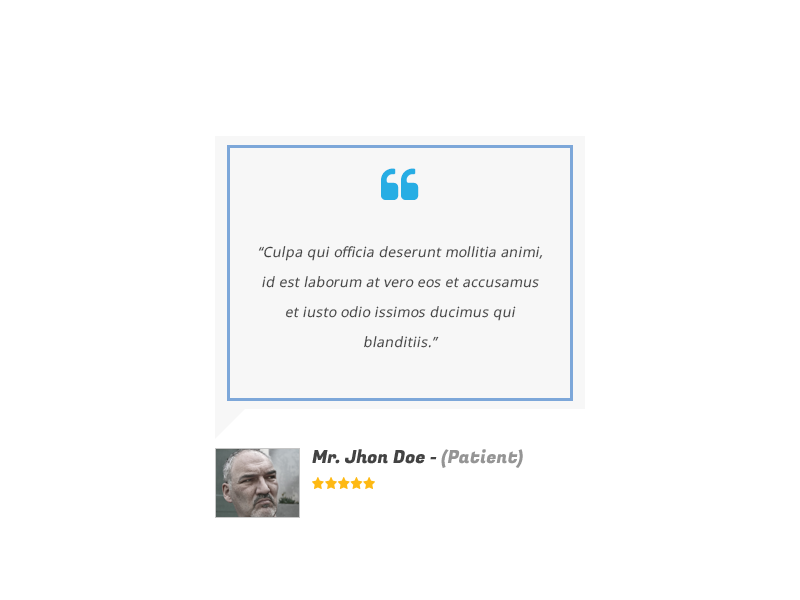 “Culpa qui officia deserunt mollitia animi,
id est laborum at vero eos et accusamus
et iusto odio issimos ducimus qui
blanditiis.”
Mr. Jhon Doe - (Patient)